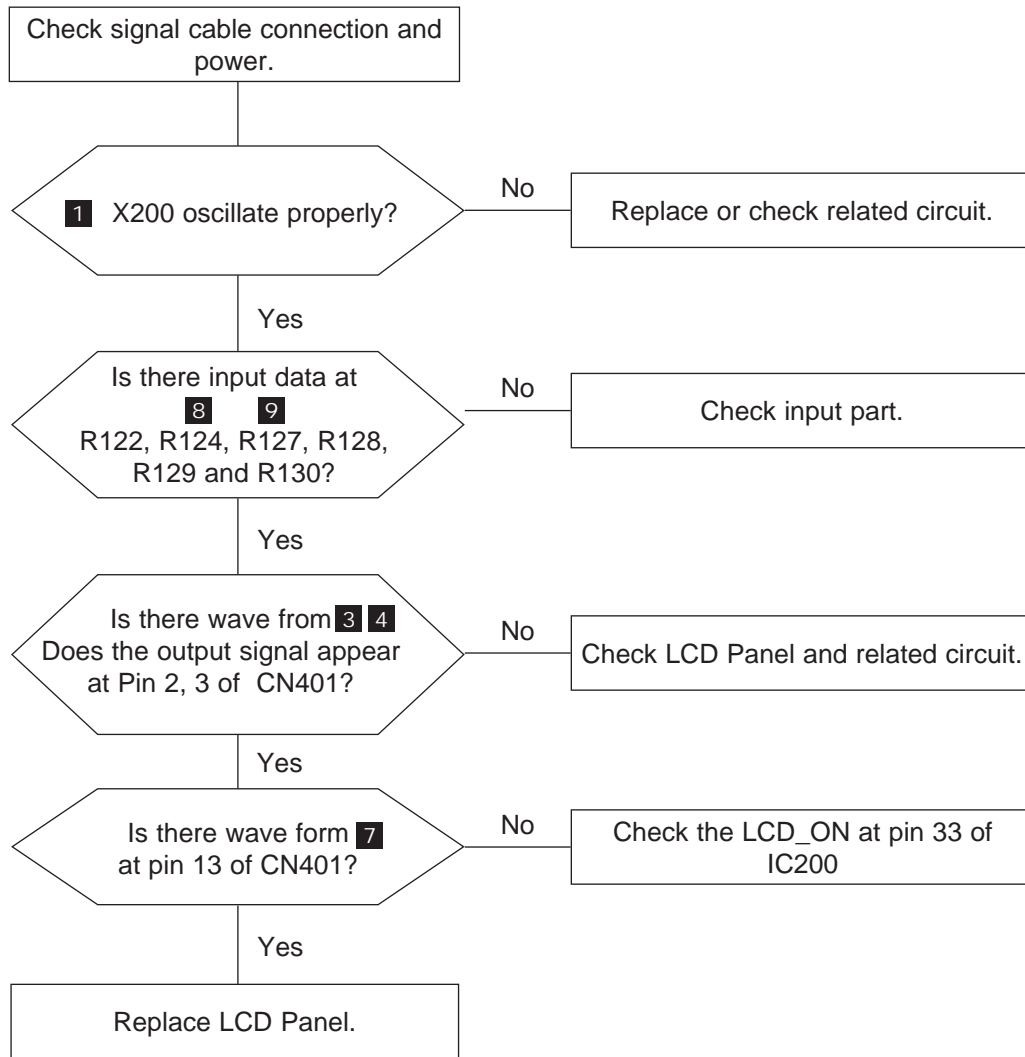 Check signal cable connection and
power.
1 X200 oscillate properly?
No
Replace or check related circuit.
Yes
Is there input data at
8 9
R122, R124, R127, R128,
R129 and R130?
No
Check input part.
Yes
Is there wave from 3 4
Does the output signal appear
at Pin 2, 3 of CN401?
No
Check LCD Panel and related circuit.
Yes
Is there wave form 7
at pin 13 of CN401?
No
Check the LCD_ON at pin 33 of
IC200
Yes
Replace LCD Panel.